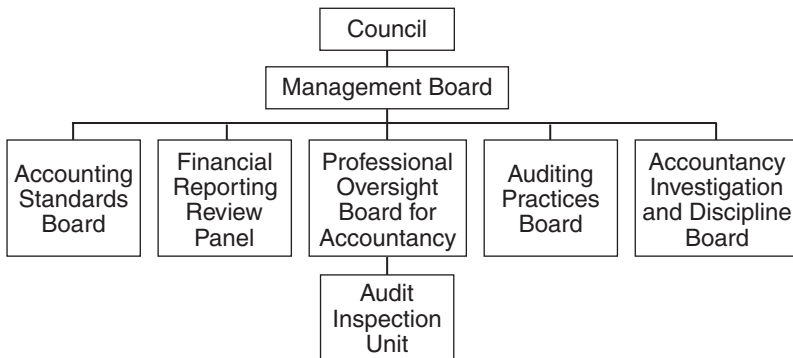 Council
Management Board
Accounting
Standards
Board
Financial
Reporting
Review
Panel
Professional
Oversight
Board for
Accountancy
Auditing
Practices
Board
Accountancy
Investigation
and Discipline
Board
Audit
Inspection
Unit